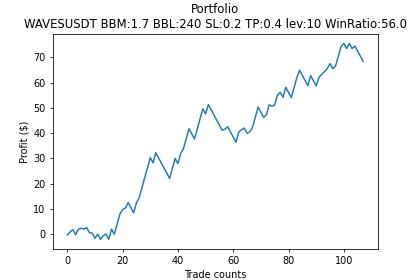 Portfolio
WAVESUSDT BBM:1.7 BBL:240 SL:0.2 TP:0.4 lev:10 WinRatio:56.0
Profit ($)
70
60
50
40
30
20
10
0
0 20 40 60 80 100
Trade counts